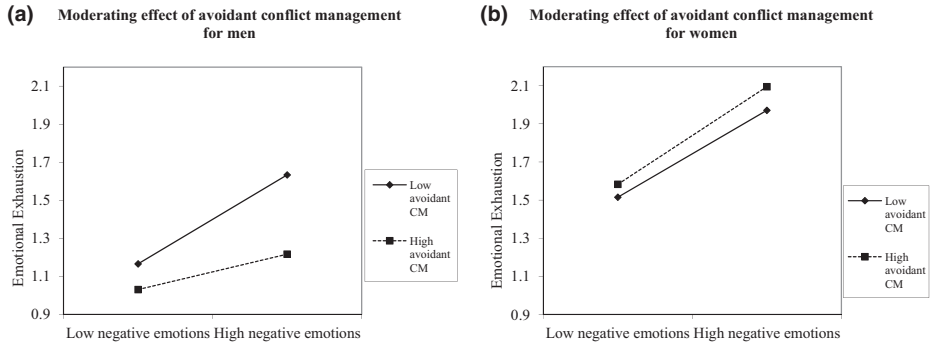 (a)
Moderating effect of avoidant conflict management
for men
Emotional Exhaustion
2.1
1.9
1.7
1.5
1.3
1.1
0.9
Low negative emotions High negative emotions
Low
avoidant
CM
High
avoidant
CM
(b)
Moderating effect of avoidant conflict management
for women
Emotional Exhaustion
2.1
1.9
1.7
1.5
1.3
1.1
0.9
Low negative emotions High negative emotions
Low
avoidant
CM
High
avoidant
CM